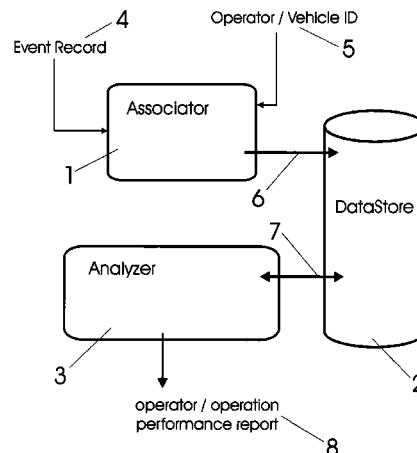 4
Operator / Vehicle ID
Event Record
5
Associator
1
6
DataStore
7
Analyzer
3
2
operator / operation
performance report
8